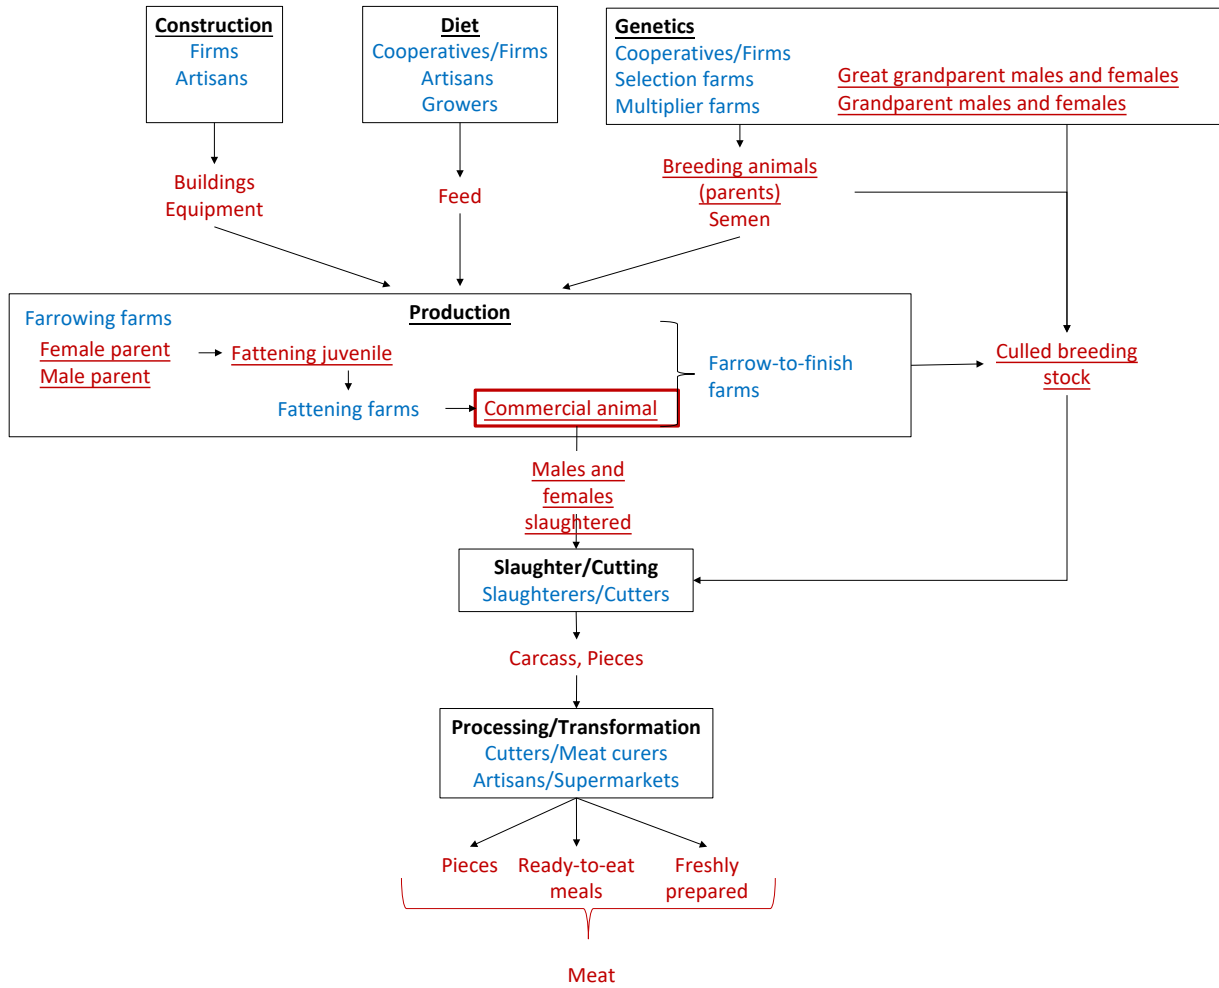 Construction
Firms
Artisans
Diet
Cooperatives/Firms
Artisans
Growers
Genetics
Cooperatives/Firms
Selection farms
Multiplier farms
Great grandparent males and females
Grandparent males and females
Buildings
Equipment
Feed
Breeding animals
(parents)
Semen
Production
Farrowing farms
Female parent
Male parent
Fattening juvenile
Fattening farms
Commercial animal
Farrow-to-finish
farms
Culled breeding
stock
Males and
females
slaughtered
Slaughter/Cutting
Slaughterers/Cutters
Carcass, Pieces
Processing/Transformation
Cutters/Meat curers
Artisans/Supermarkets
Pieces
Ready-to-eat
meals
Freshly
prepared
Meat